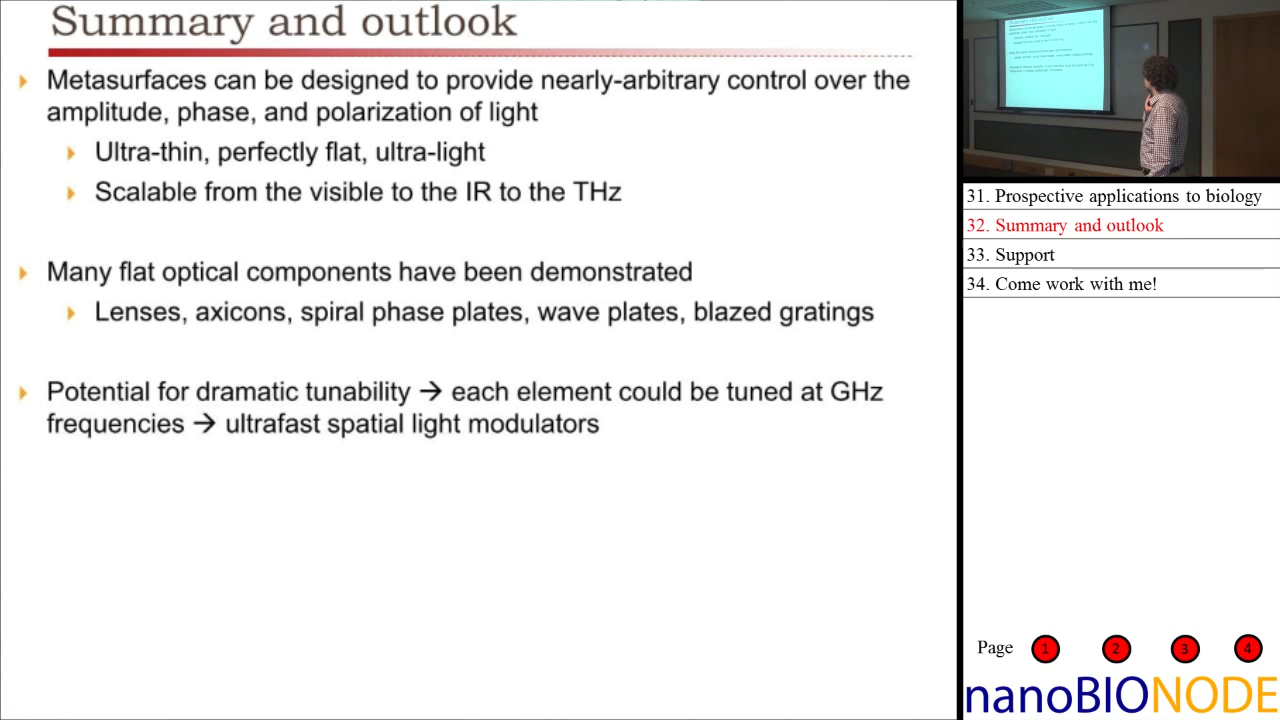 Summary and outlook
Metasurfaces can be designed to provide nearly-arbitrary control over the
amplitude, phase, and polarization of light
Ultra-thin, perfectly flat, ultra-light
Scalable from the visible to the IR to the THz
Many flat optical components have been demonstrated
Lenses, axicons, spiral phase plates, wave plates, blazed gratings
Potential for dramatic tunability → each element could be tuned at GHz
frequencies → ultrafast spatial light modulators
31. Prospective applications to biology
32. Summary and outlook
33. Support
34. Come work with me!
Page 1 2 3 4
nanoBIONODE